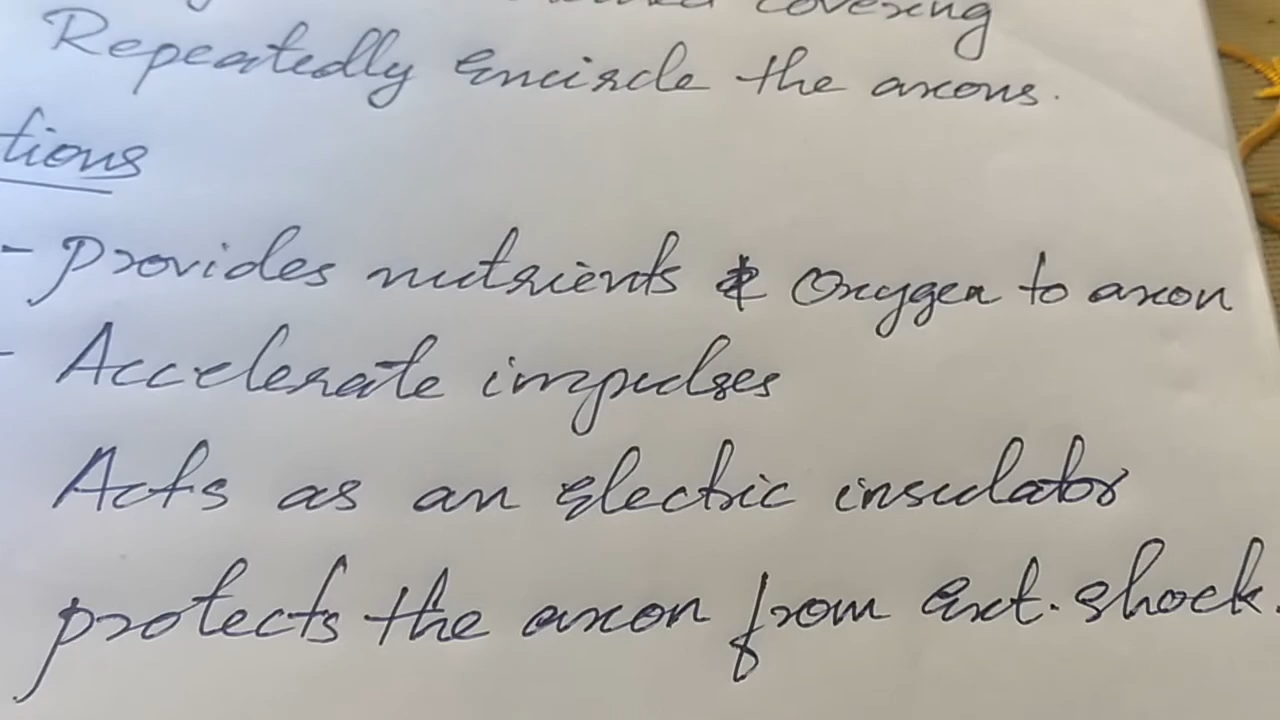 covering
Repeatedly Encircle the axons.
tions
- Provides nutrients & Oxygen to axon
- Accelerate impulses
Acts as an Electric insulator
protects the axon from Ext. Shock.